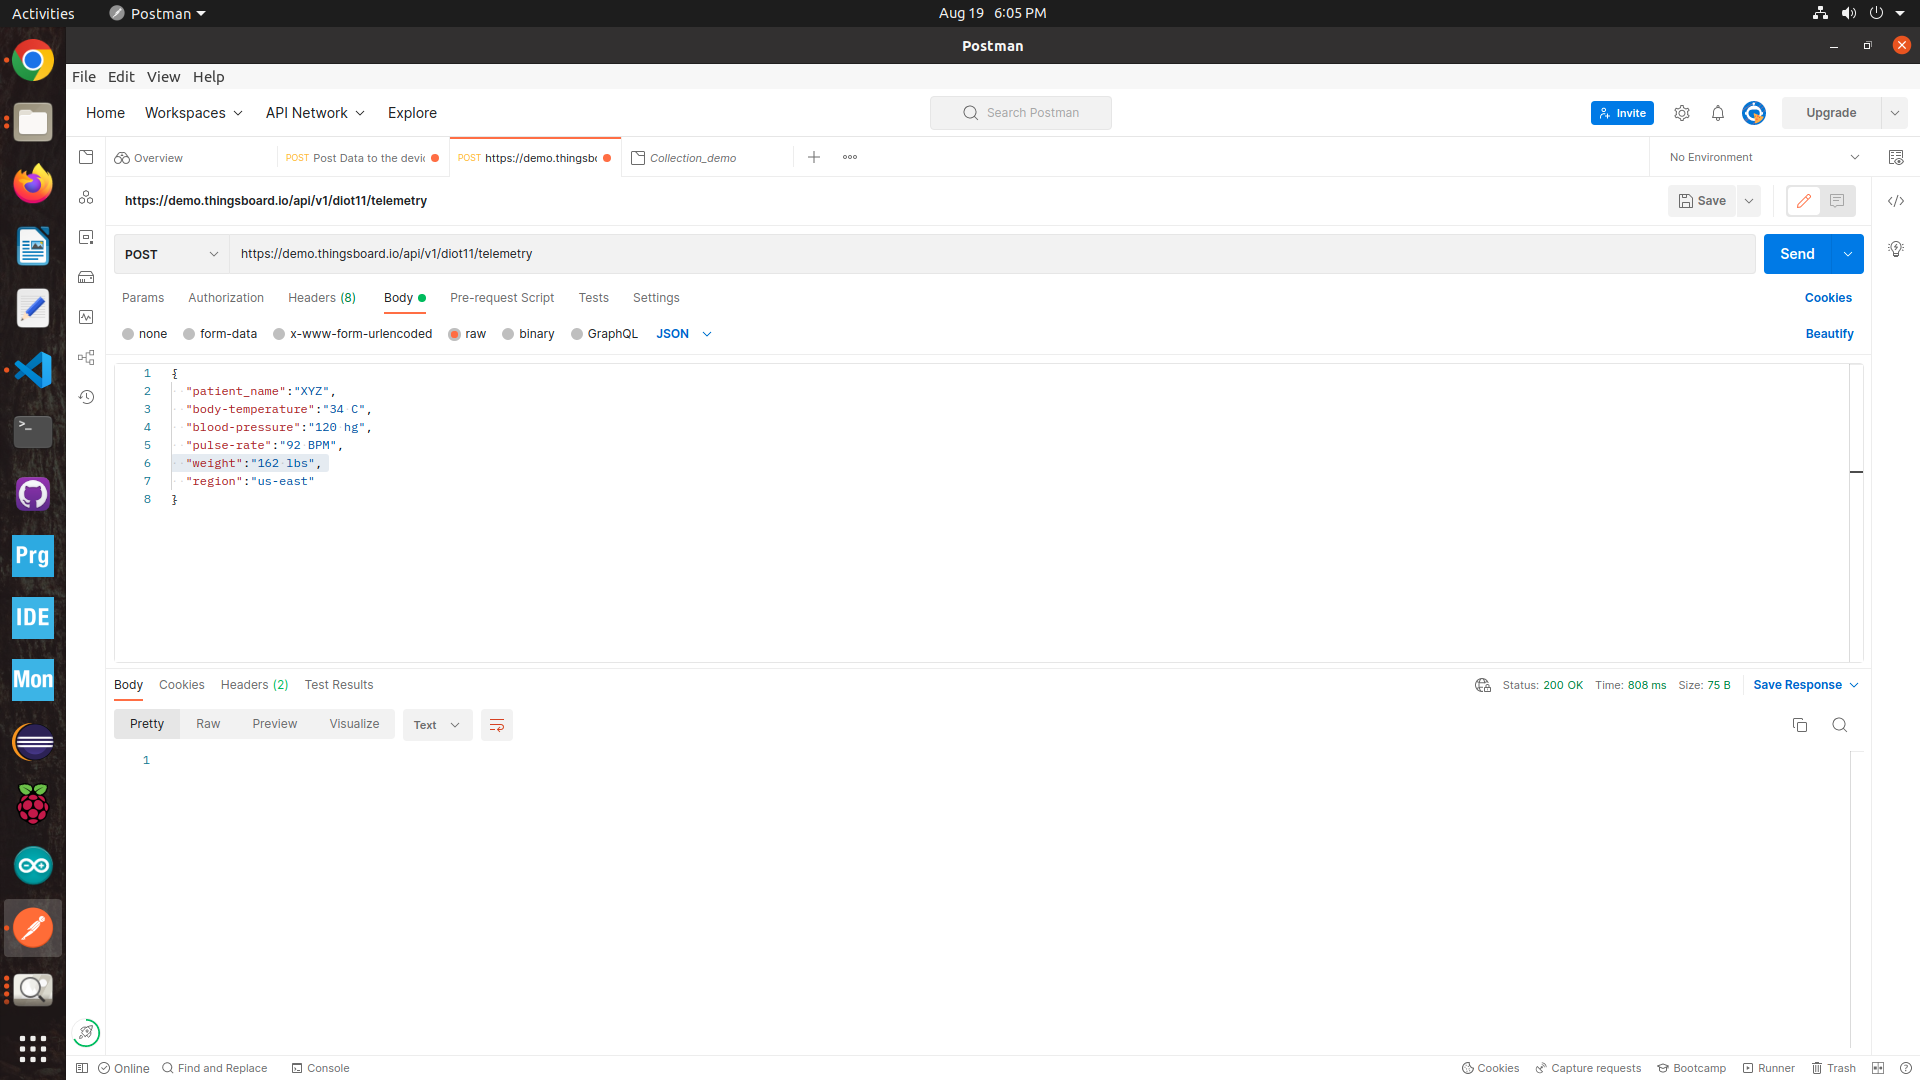 Activities Postman Aug 19 6:05 PM
Postman
File Edit View Help
Home Workspaces API Network Explore Search Postman Invite Upgrade
Overview POST Post Data to the devic POST https://demo.thingsbo Collection_demo No Environment
https://demo.thingsboard.io/api/v1/diot11/telemetry Save
POST https://demo.thingsboard.io/api/v1/diot11/telemetry Send
Params Authorization Headers (8) Body Pre-request Script Tests Settings Cookies
none form-data x-www-form-urlencoded raw binary GraphQL JSON Beautify
1 {
2 "patient_name":"XYZ",
3 "body-temperature":"34 C",
4 "blood-pressure":"120 hg",
5 "pulse-rate":"92 BPM",
6 "weight":"162 lbs",
7 "region":"us-east"
8 }
Body Cookies Headers (2) Test Results Status: 200 OK Time: 808 ms Size: 75 B Save Response
Pretty Raw Preview Visualize Text
1
Prg
IDE
Mon
Online Find and Replace Console Cookies Capture requests Bootcamp Runner Trash